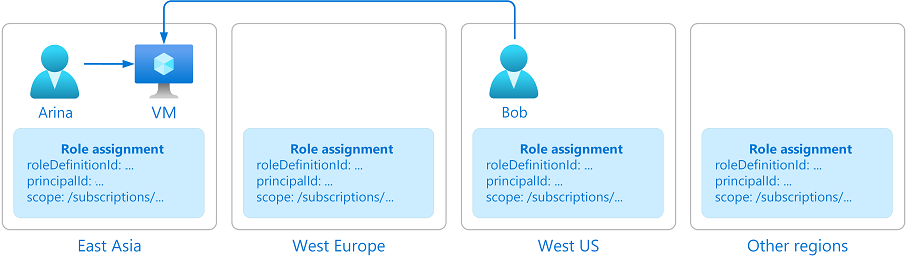 Arina
VM
Role assignment
roleDefinitionId: ...
principalId: ...
scope: /subscriptions/...
East Asia
Role assignment
roleDefinitionId: ...
principalId: ...
scope: /subscriptions/...
West Europe
Bob
Role assignment
roleDefinitionId: ...
principalId: ...
scope: /subscriptions/...
West US
Role assignment
roleDefinitionId: ...
principalId: ...
scope: /subscriptions/...
Other regions